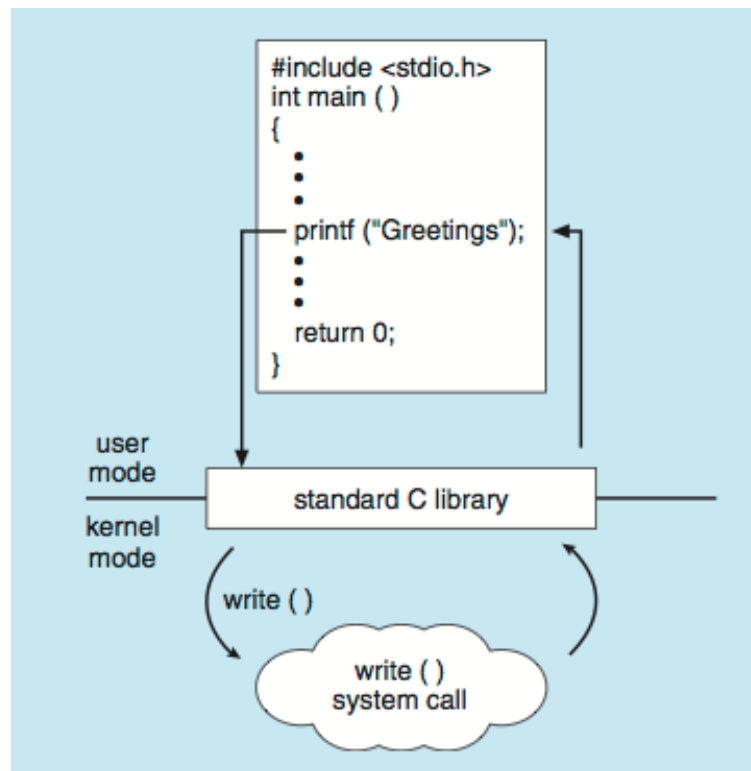 #include <stdio.h>
int main ( )
{
•
•
•
printf ("Greetings");
•
•
•
return 0;
}
user
mode
standard C library
kernel
mode
write ( )
write ( )
system call